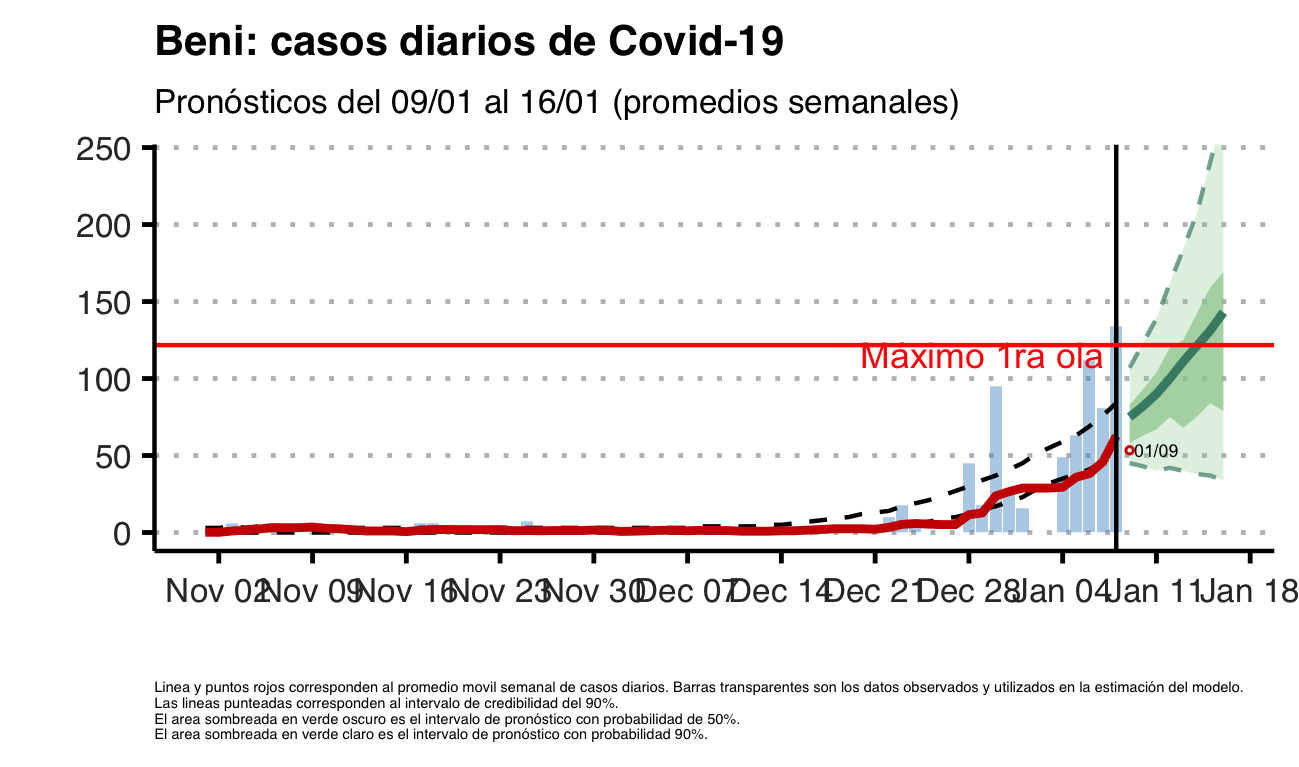 Beni: casos diarios de Covid-19
Pronósticos del 09/01 al 16/01 (promedios semanales)
250
200
150
Máximo 1ra ola
100
50
01/09
0
Nov 02 Nov 09 Nov 16 Nov 23 Nov 30 Dec 07 Dec 14 Dec 21 Dec 28 Jan 04 Jan 11 Jan 18
Linea y puntos rojos corresponden al promedio movil semanal de casos diarios. Barras transparentes son los datos observados y utilizados en la estimación del modelo.
Las lineas punteadas corresponden al intervalo de credibilidad del 90%.
El area sombreada en verde oscuro es el intervalo de pronóstico con probabilidad de 50%.
El area sombreada en verde claro es el intervalo de pronóstico con probabilidad 90%.